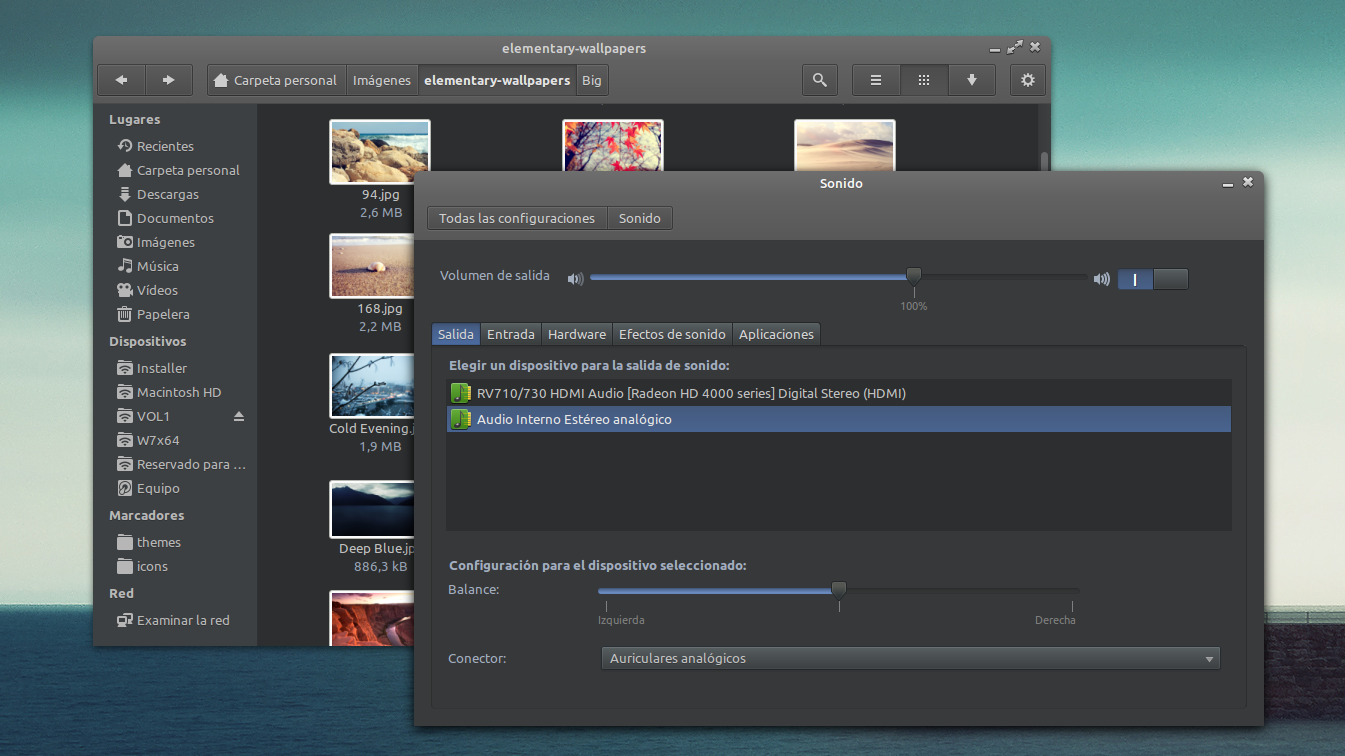 elementary-wallpapers
Carpeta personal
Imágenes
elementary-wallpapers
Big
Lugares
Recientes
Carpeta personal
Descargas
Documentos
Imágenes
Música
Vídeos
Papelera
Dispositivos
Installer
Macintosh HD
VOL1
W7x64
Reservado para ...
Equipo
Marcadores
themes
icons
Red
Examinar la red
94.jpg
2,6 MB
168.jpg
2,2 MB
Cold Evening.j
1,9 MB
Deep Blue.jp
886,3 kB
Sonido
Todas las configuraciones
Sonido
Volumen de salida
100%
Salida
Entrada
Hardware
Efectos de sonido
Aplicaciones
Elegir un dispositivo para la salida de sonido:
RV710/730 HDMI Audio [Radeon HD 4000 series] Digital Stereo (HDMI)
Audio Interno Estéreo analógico
Configuración para el dispositivo seleccionado:
Balance:
Izquierda
Derecha
Conector:
Auriculares analógicos